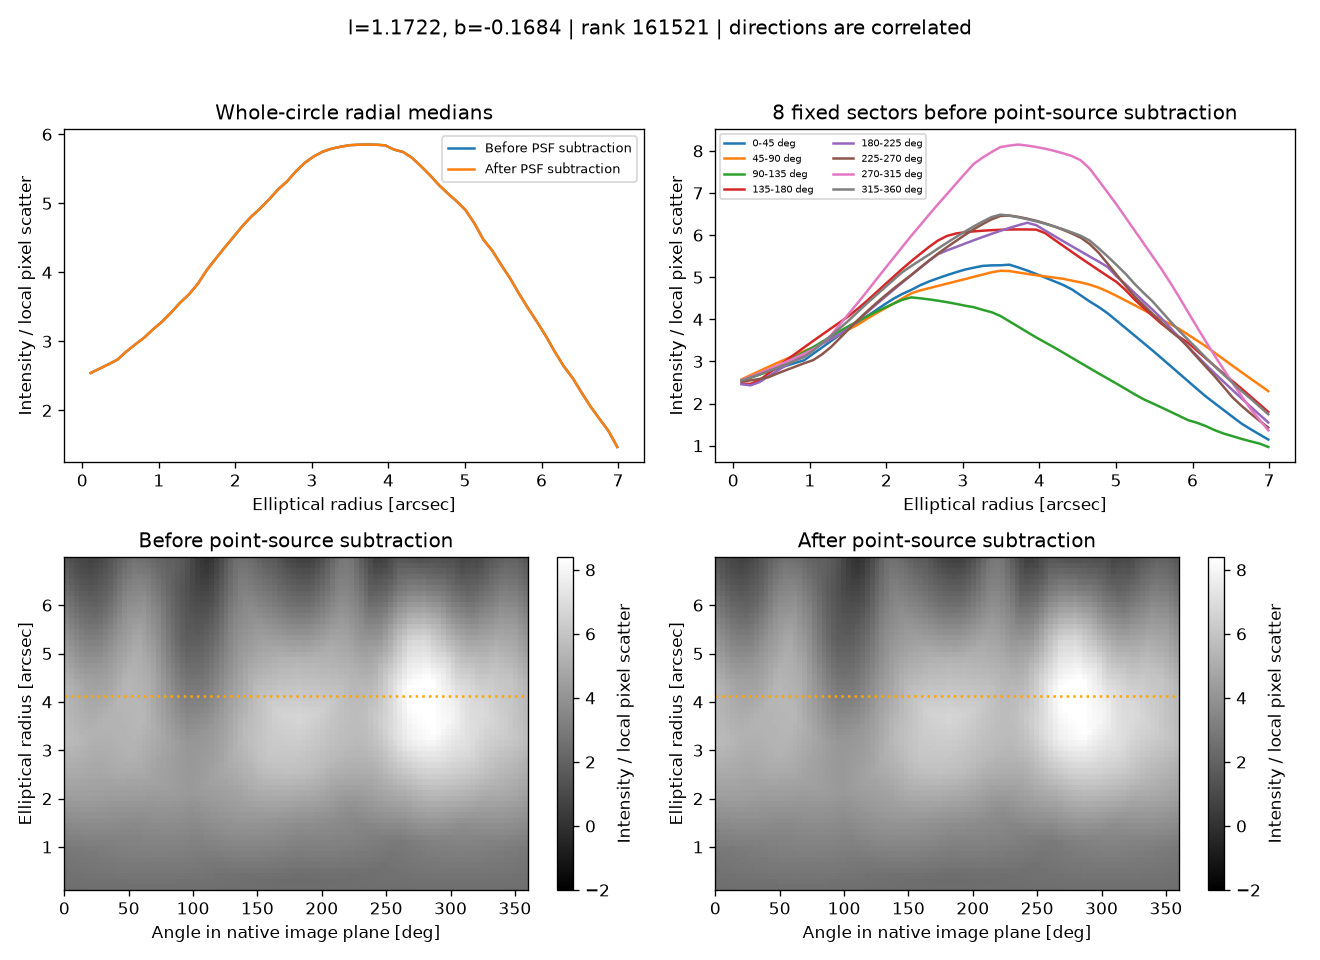 l=1.1722, b=-0.1684 | rank 161521 | directions are correlated
Whole-circle radial medians
Intensity / local pixel scatter
6
5
4
3
2
Before PSF subtraction
After PSF subtraction
0 1 2 3 4 5 6 7
Elliptical radius [arcsec]
8 fixed sectors before point-source subtraction
Intensity / local pixel scatter
8
7
6
5
4
3
2
1
0-45 deg
45-90 deg
90-135 deg
135-180 deg
180-225 deg
225-270 deg
270-315 deg
315-360 deg
0 1 2 3 4 5 6 7
Elliptical radius [arcsec]
Before point-source subtraction
Elliptical radius [arcsec]
6
5
4
3
2
1
0 50 100 150 200 250 300 350
Angle in native image plane [deg]
8
6
4
2
0
−2
Intensity / local pixel scatter
After point-source subtraction
Elliptical radius [arcsec]
6
5
4
3
2
1
0 50 100 150 200 250 300 350
Angle in native image plane [deg]
8
6
4
2
0
−2
Intensity / local pixel scatter